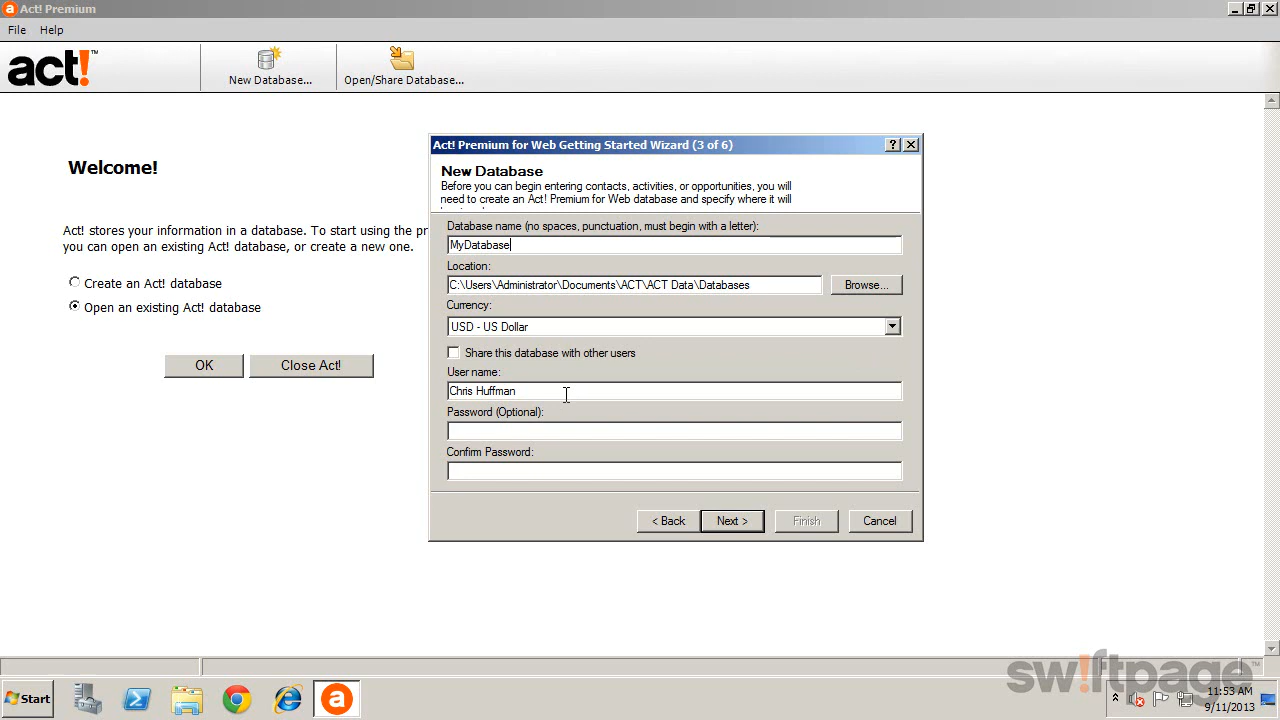 Act! Premium
File Help
act!™
New Database...
Open/Share Database...
Welcome!
Act! stores your information in a database. To start using the pr
you can open an existing Act! database, or create a new one.
Create an Act! database
Open an existing Act! database
OK
Close Act!
Act! Premium for Web Getting Started Wizard (3 of 6)
New Database
Before you can begin entering contacts, activities, or opportunities, you will
need to create an Act! Premium for Web database and specify where it will
Database name (no spaces, punctuation, must begin with a letter):
MyDatabase
Location:
C:\Users\Administrator\Documents\ACT\ACT Data\Databases
Browse...
Currency:
USD - US Dollar
Share this database with other users
User name:
Chris Huffman
Password (Optional):
Confirm Password:
< Back
Next >
Finish
Cancel
sw!ftpage™
Start
a
11:53 AM
9/11/2013